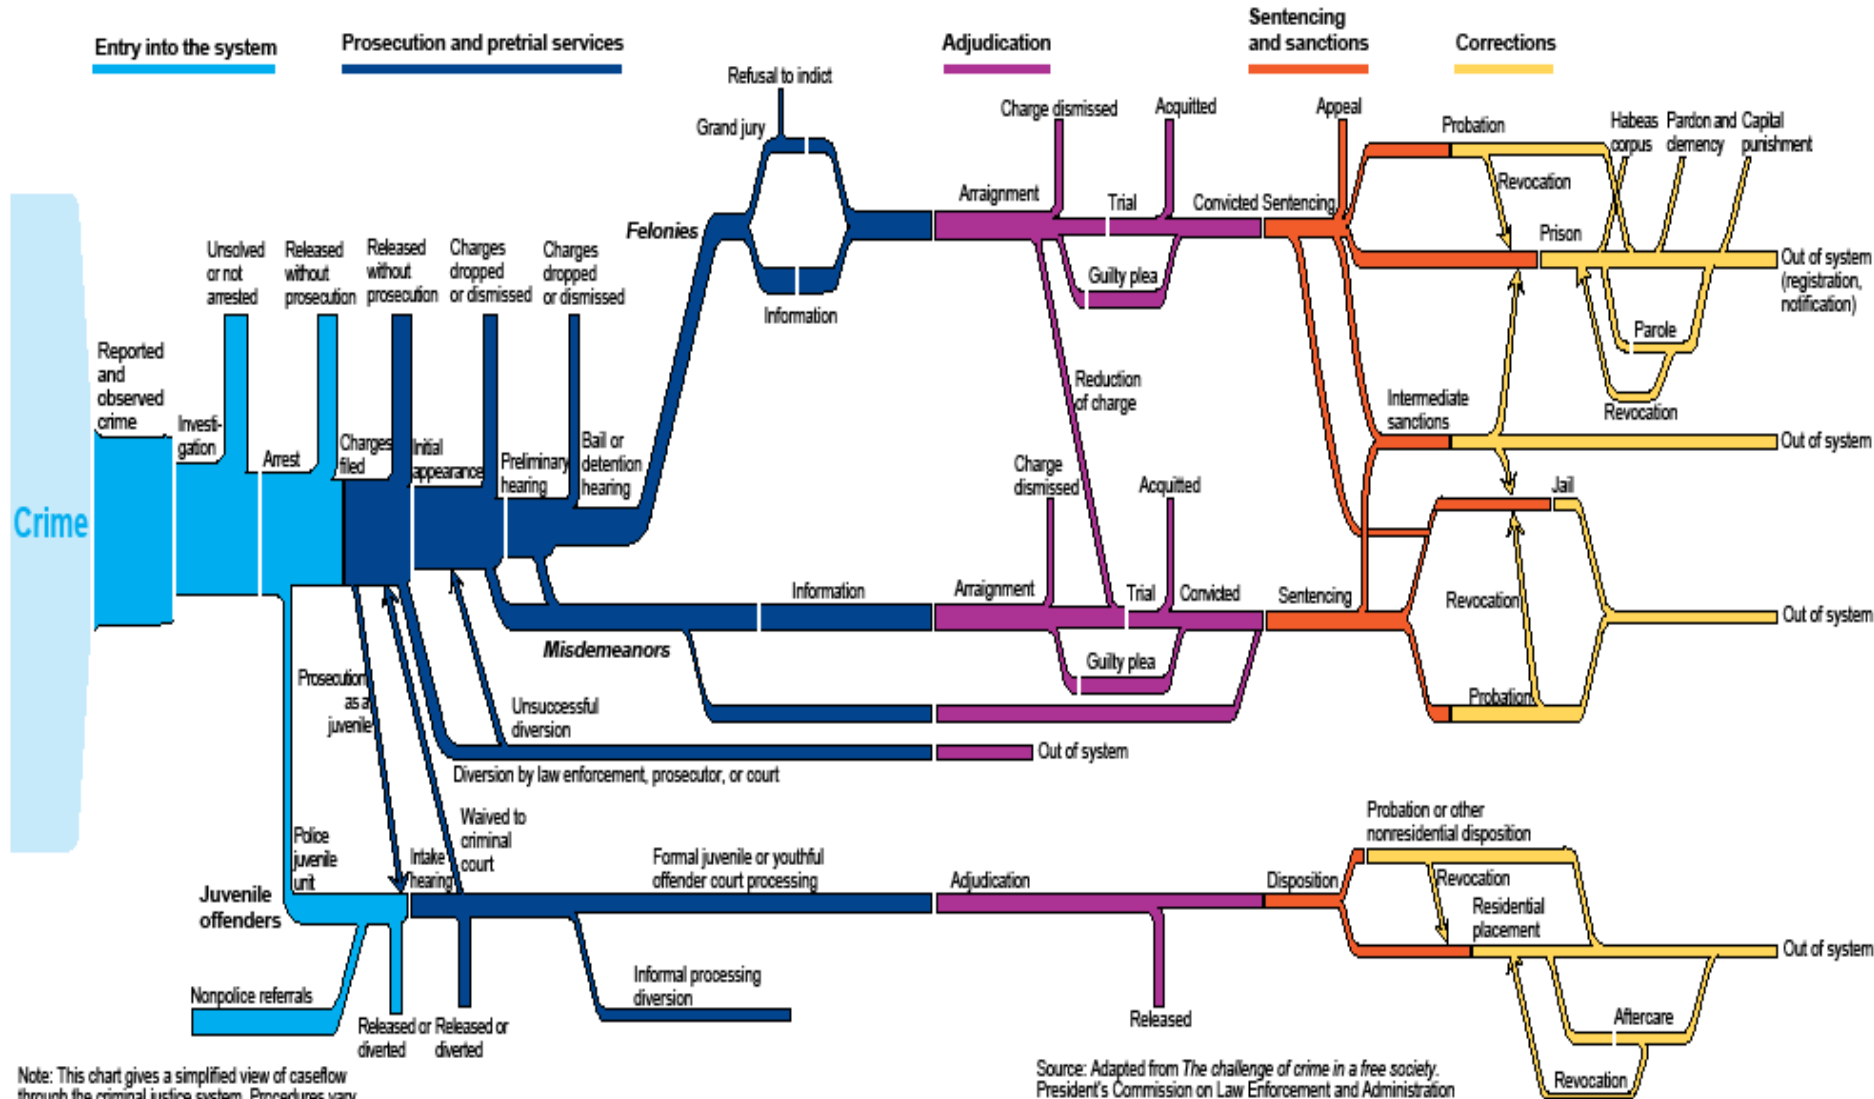 Entry into the system
Prosecution and pretrial services
Adjudication
Sentencing
and sanctions
Corrections
Refusal to indict
Grand jury
Felonies
Information
Charge dismissed
Acquitted
Arraignment
Trial
Convicted
Guilty plea
Reduction
of charge
Sentencing
Appeal
Probation
Revocation
Habeas
corpus
Pardon and
clemency
Capital
punishment
Prison
Out of system
(registration,
notification)
Parole
Revocation
Intermediate
sanctions
Out of system
Crime
Reported
and
observed
crime
Investi-
gation
Unsolved
or not
arrested
Arrest
Released
without
prosecution
Charges
filed
Released
without
prosecution
Initial
appearance
Charges
dropped
or dismissed
Preliminary
hearing
Charges
dropped
or dismissed
Bail or
detention
hearing
Misdemeanors
Information
Arraignment
Charge
dismissed
Trial
Acquitted
Convicted
Guilty plea
Sentencing
Jail
Revocation
Probation
Out of system
Prosecution
as a
juvenile
Unsuccessful
diversion
Diversion by law enforcement, prosecutor, or court
Out of system
Waived to
criminal
court
Police
juvenile
unit
Juvenile
offenders
Intake
hearing
Formal juvenile or youthful
offender court processing
Adjudication
Disposition
Probation or other
nonresidential disposition
Revocation
Residential
placement
Out of system
Nonpolice referrals
Released or
diverted
Released or
diverted
Informal processing
diversion
Released
Aftercare
Revocation
Note: This chart gives a simplified view of caseflow
through the criminal justice system. Procedures vary
Source: Adapted from The challenge of crime in a free society.
President's Commission on Law Enforcement and Administration